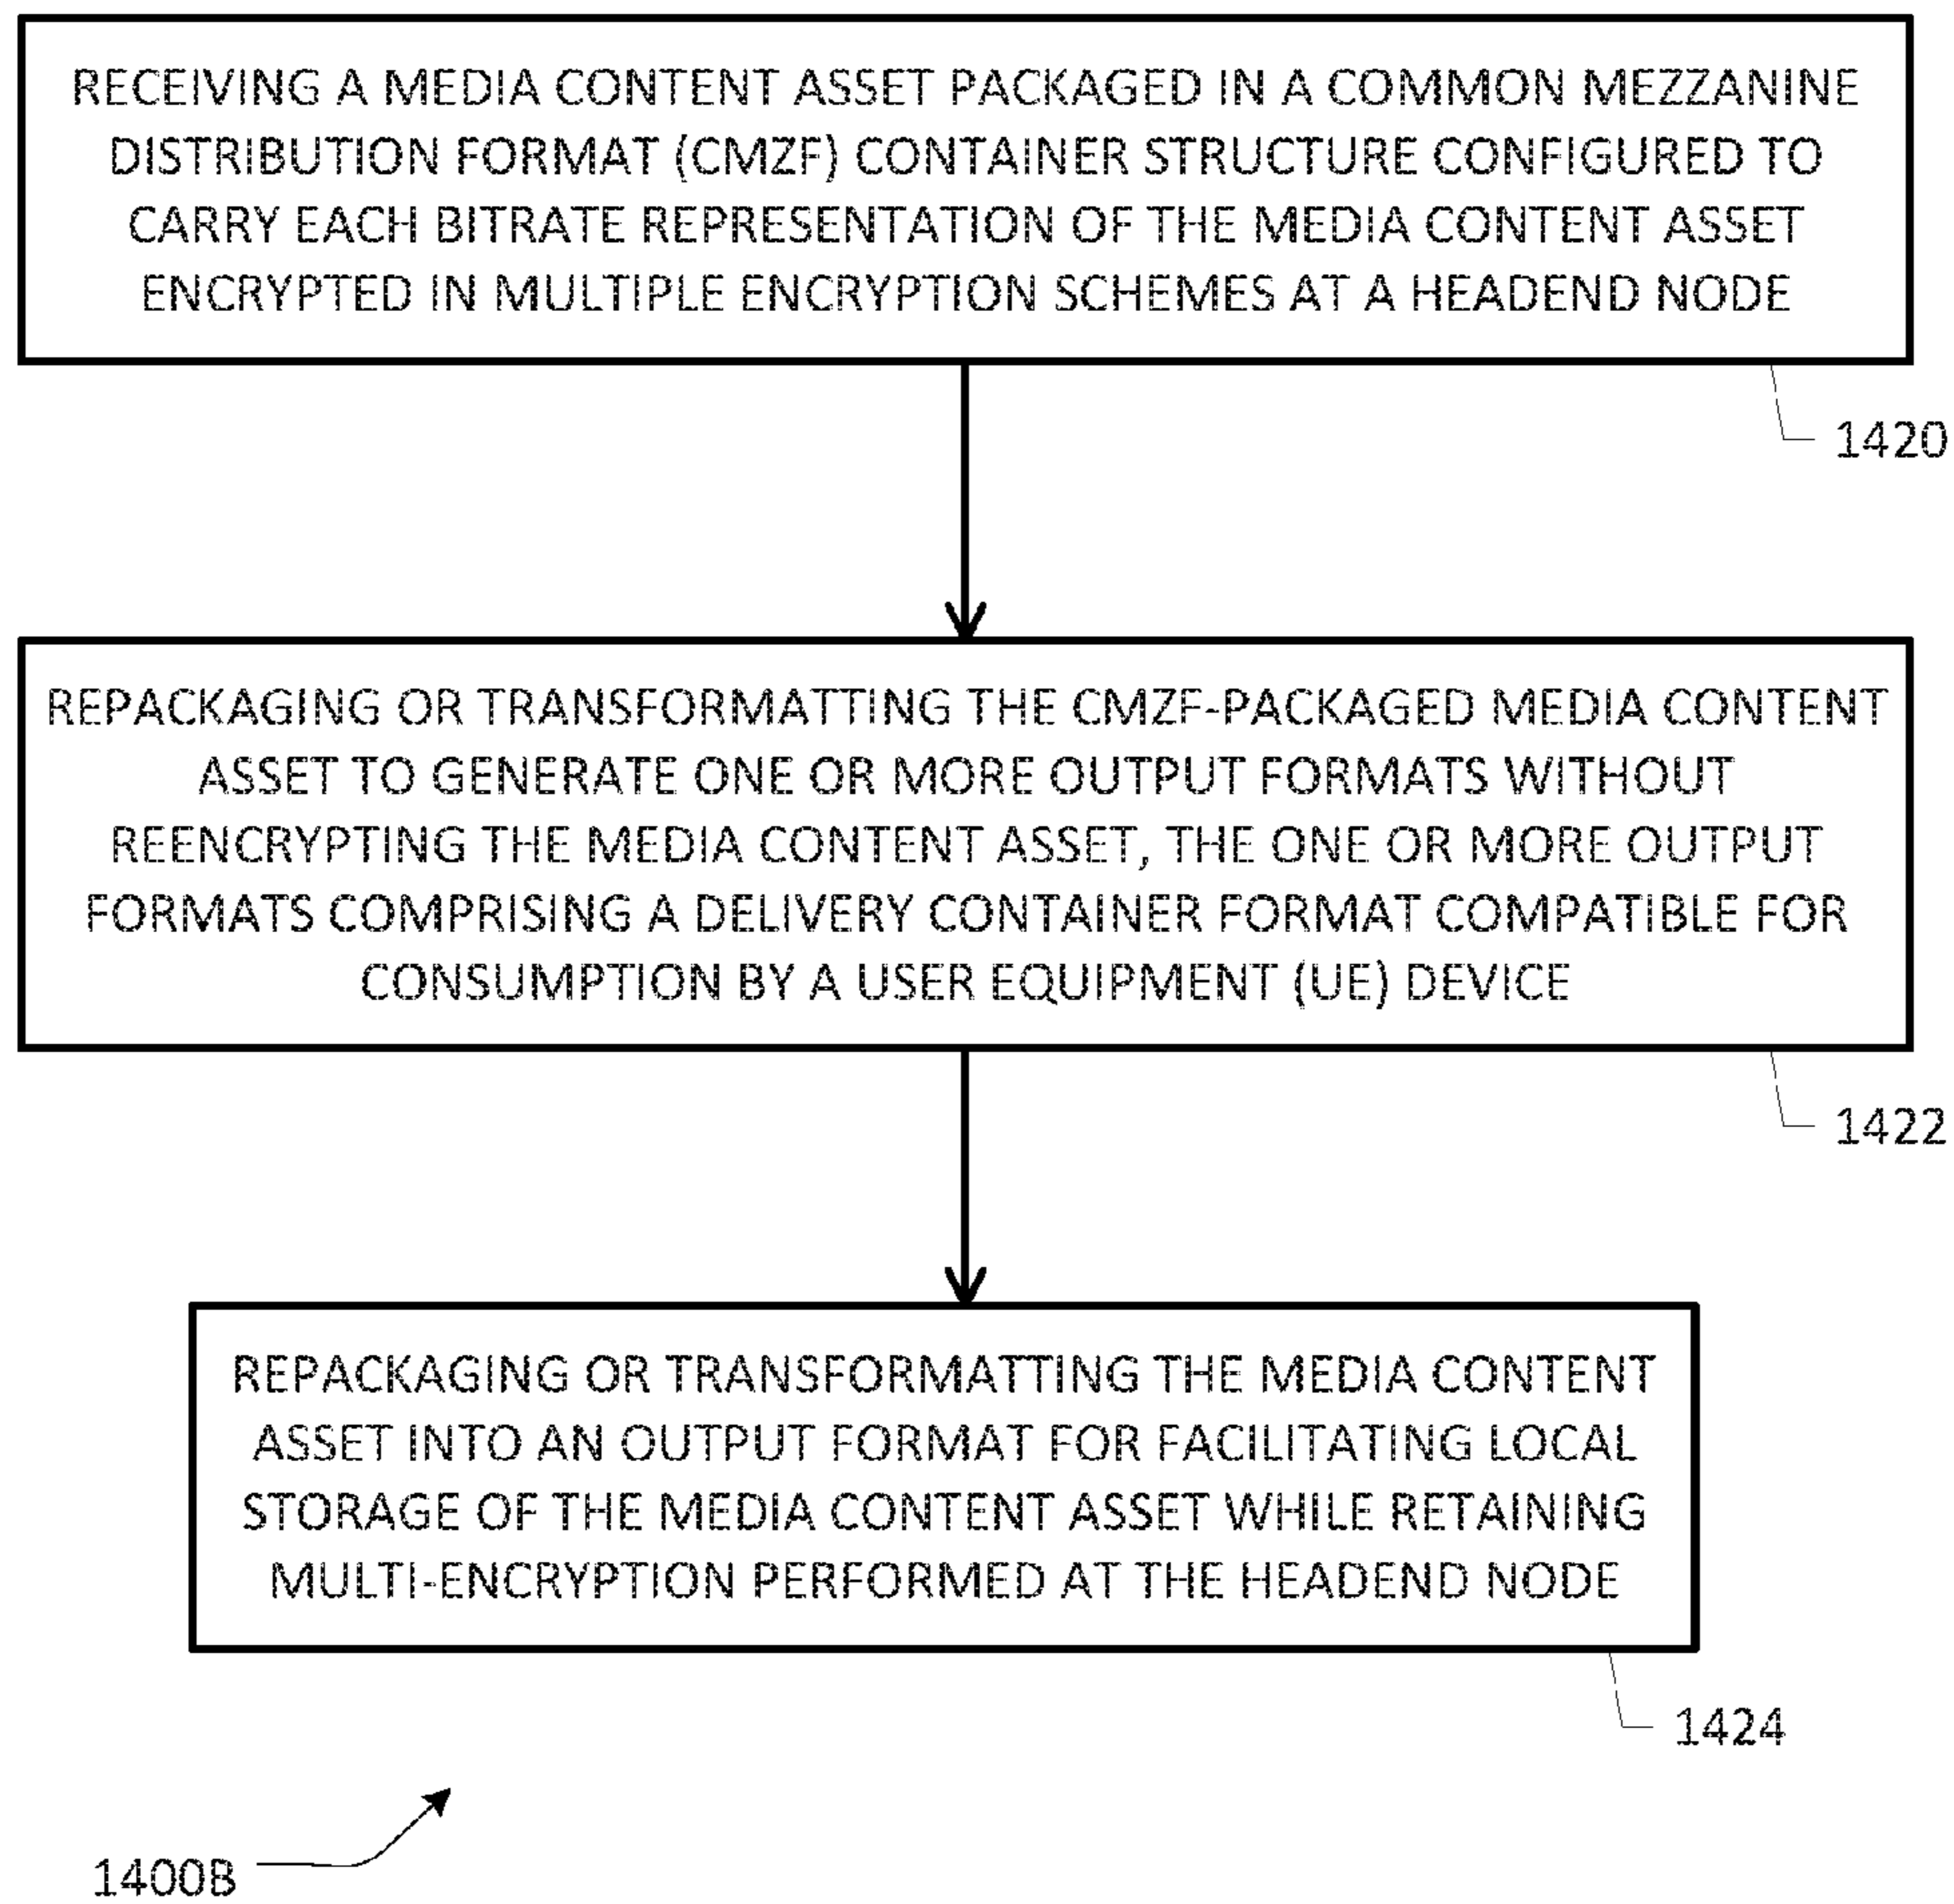 RECEIVING A MEDIA CONTENT ASSET PACKAGED IN A COMMON MEZZANINE
DISTRIBUTION FORMAT (CMZF) CONTAINER STRUCTURE CONFIGURED TO
CARRY EACH BITRATE REPRESENTATION OF THE MEDIA CONTENT ASSET
ENCRYPTED IN MULTIPLE ENCRYPTION SCHEMES AT A HEADEND NODE
1420
REPACKAGING OR TRANSFORMATTING THE CMZF-PACKAGED MEDIA CONTENT
ASSET TO GENERATE ONE OR MORE OUTPUT FORMATS WITHOUT
REENCRYPTING THE MEDIA CONTENT ASSET, THE ONE OR MORE OUTPUT
FORMATS COMPRISING A DELIVERY CONTAINER FORMAT COMPATIBLE FOR
CONSUMPTION BY A USER EQUIPMENT (UE) DEVICE
1422
REPACKAGING OR TRANSFORMATTING THE MEDIA CONTENT
ASSET INTO AN OUTPUT FORMAT FOR FACILITATING LOCAL
STORAGE OF THE MEDIA CONTENT ASSET WHILE RETAINING
MULTI-ENCRYPTION PERFORMED AT THE HEADEND NODE
1424
1400B